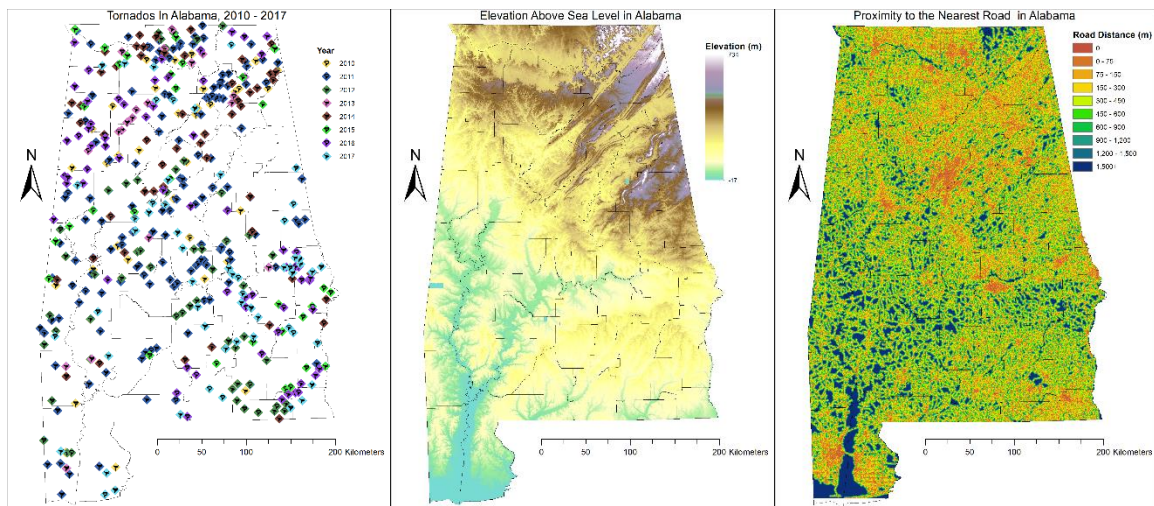 Tornados In Alabama, 2010 - 2017
Year
2010
2011
2012
2013
2014
2015
2016
2017
N
0 50 100 200 Kilometers
Elevation Above Sea Level in Alabama
Elevation (m)
-17
N
0 50 100 200 Kilometers
Proximity to the Nearest Road in Alabama
Road Distance (m)
0
0 - 75
75 - 150
150 - 300
300 - 450
450 - 600
600 - 900
900 - 1,200
1,200 - 1,500
N
0 50 100 200 Kilometers